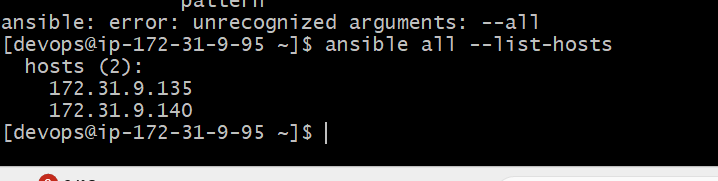 pattern
ansible: error: unrecognized arguments: --all
[devops@ip-172-31-9-95 ~]$ ansible all --list-hosts
  hosts (2):
    172.31.9.135
    172.31.9.140
[devops@ip-172-31-9-95 ~]$